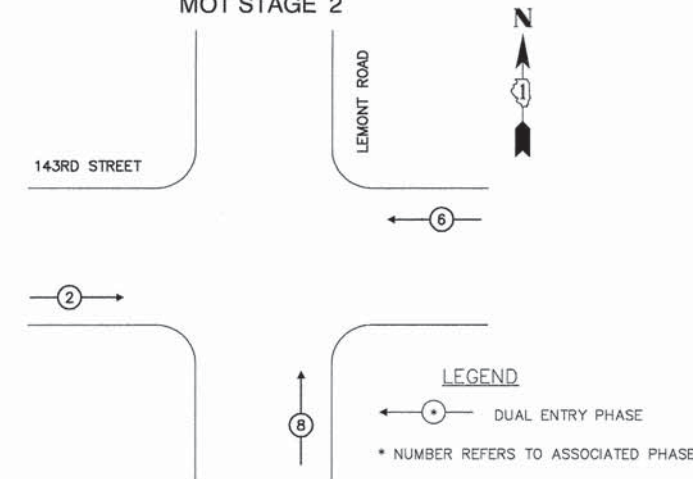 MOT STAGE 2
N
LEMONT ROAD
1
143RD STREET
6
2
LEGEND
* DUAL ENTRY PHASE
8
* NUMBER REFERS TO ASSOCIATED PHASE